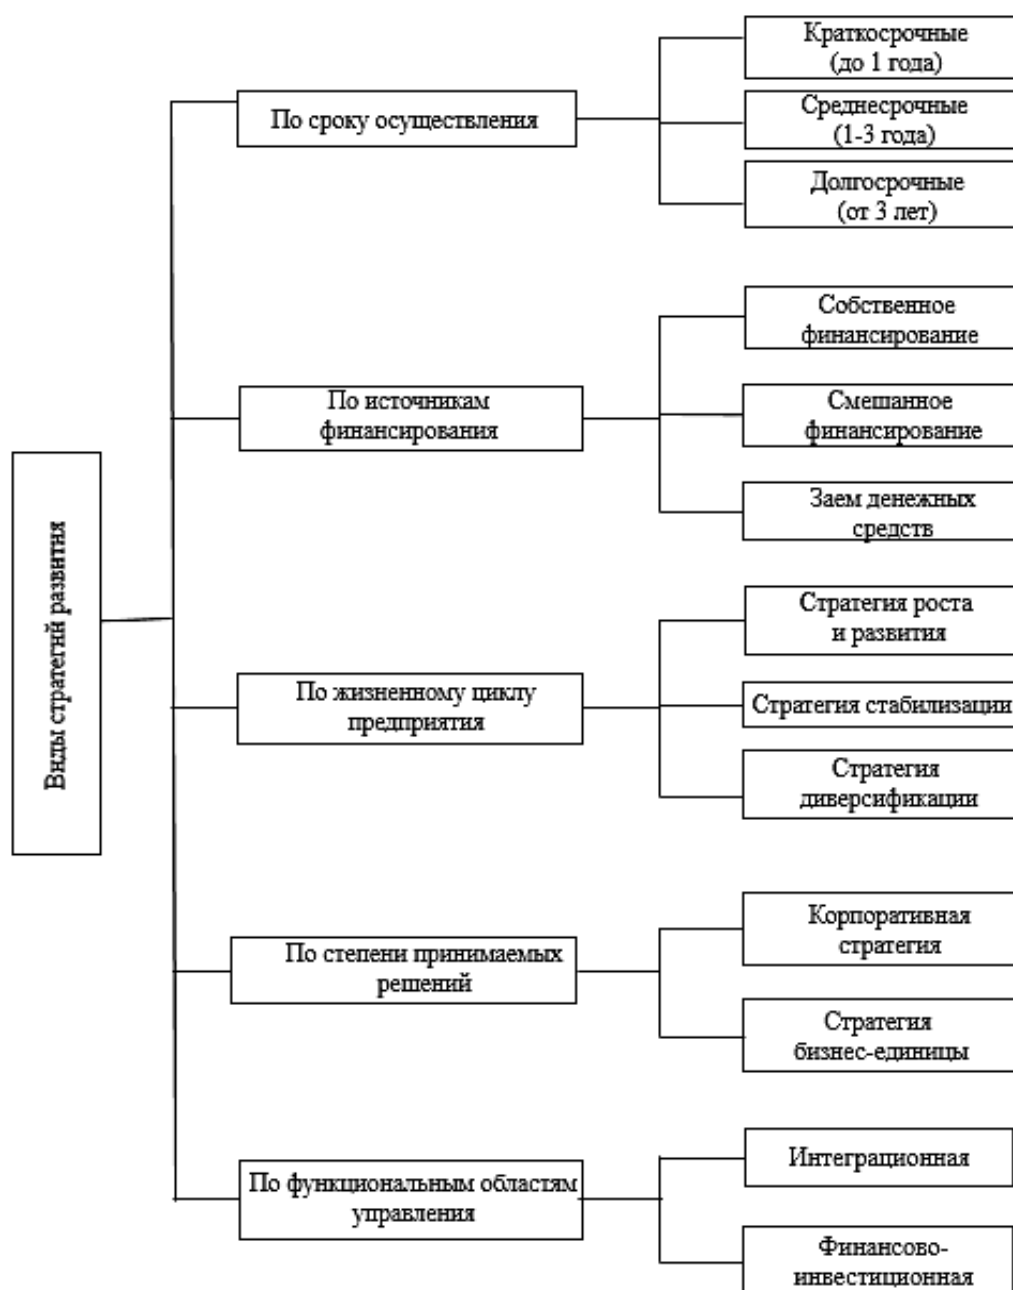 Виды стратегий развития
По сроку осуществления
Краткосрочные
(до 1 года)
Среднесрочные
(1-3 года)
Долгосрочные
(от 3 лет)
По источникам
финансирования
Собственное
финансирование
Смешанное
финансирование
Заем денежных
средств
По жизненному циклу
предприятия
Стратегия роста
и развития
Стратегия стабилизации
Стратегия
диверсификации
По степени принимаемых
решений
Корпоративная
стратегия
Стратегия
бизнес-единицы
По функциональным областям
управления
Интеграционная
Финансово-
инвестиционная